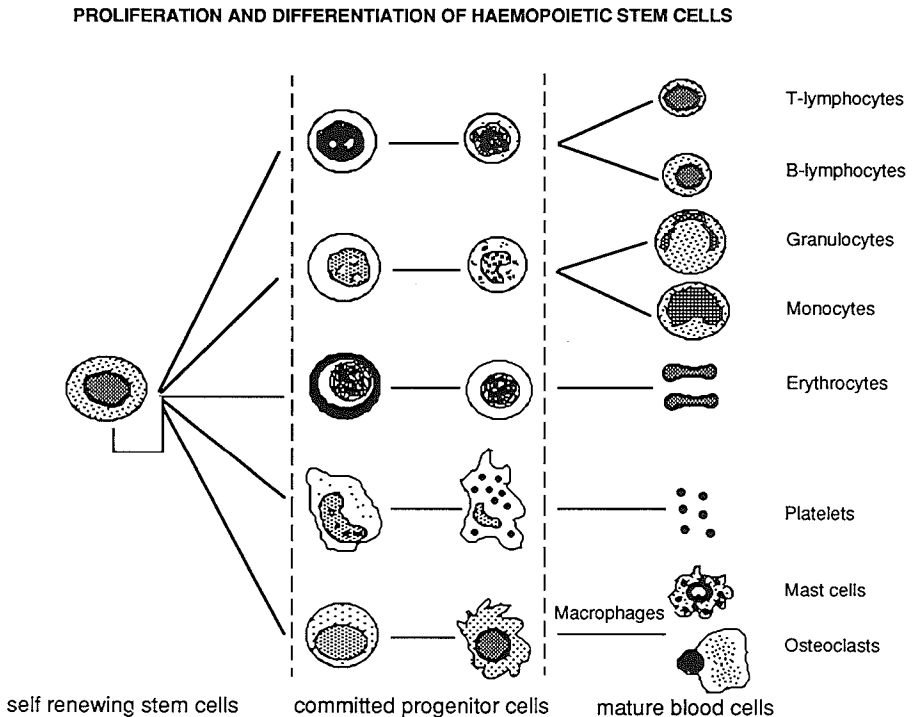 PROLIFERATION AND DIFFERENTIATION OF HAEMOPOIETIC STEM CELLS
T-lymphocytes
B-lymphocytes
Granulocytes
Monocytes
Erythrocytes
Platelets
Mast cells
Macrophages
Osteoclasts
self renewing stem cells committed progenitor cells mature blood cells